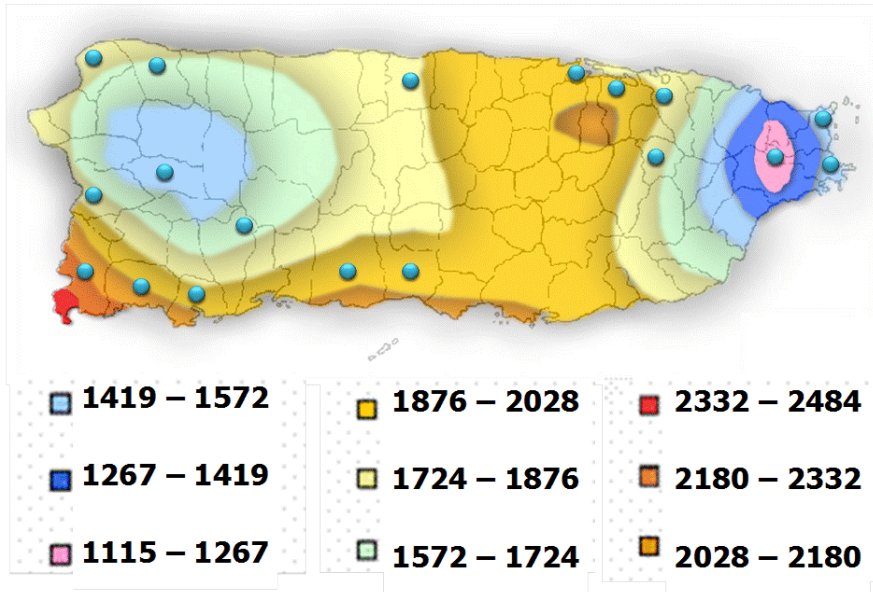 1419 – 1572
1267 – 1419
1115 – 1267
1876 – 2028
1724 – 1876
1572 – 1724
2332 – 2484
2180 – 2332
2028 – 2180